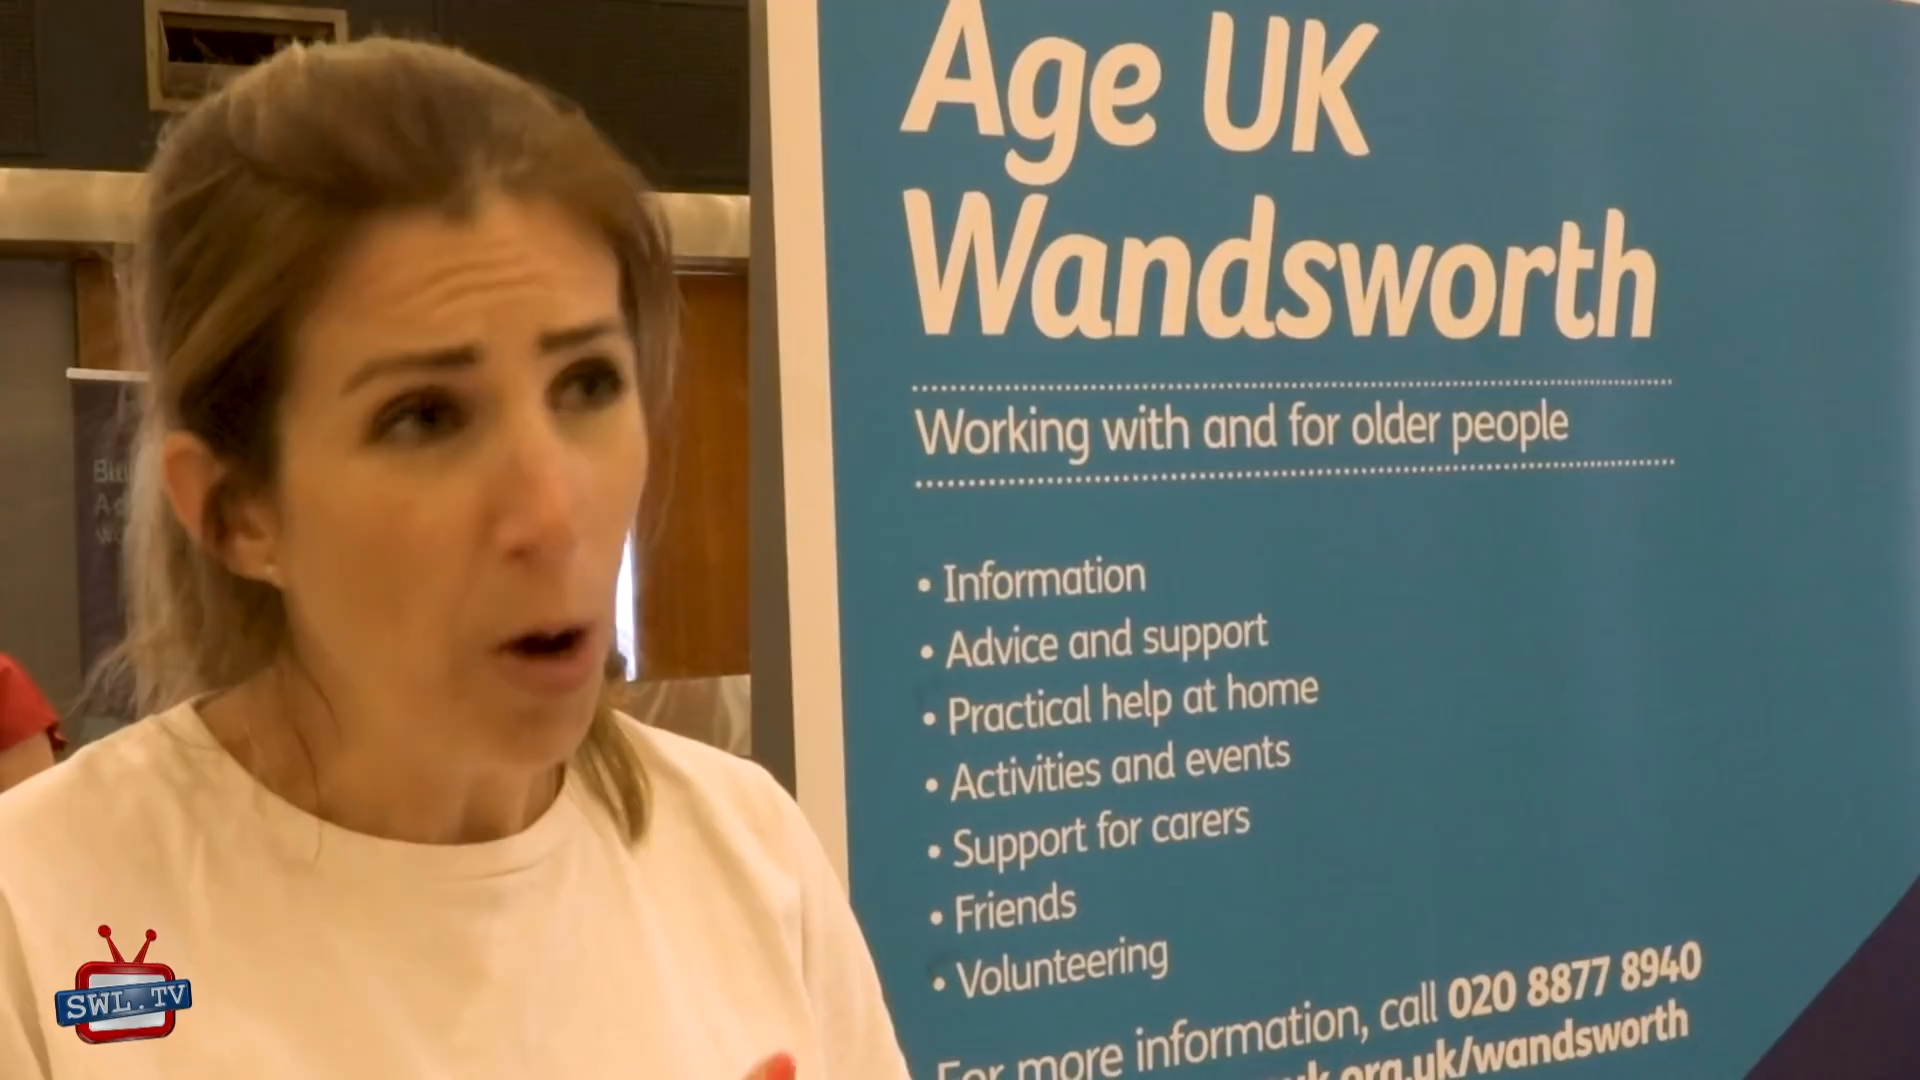 Age UK
Wandsworth
Working with and for older people
• Information
• Advice and support
• Practical help at home
• Activities and events
• Support for carers
• Friends
• Volunteering
For more information, call 020 8877 8940
uk.org.uk/wandsworth
SWL.TV